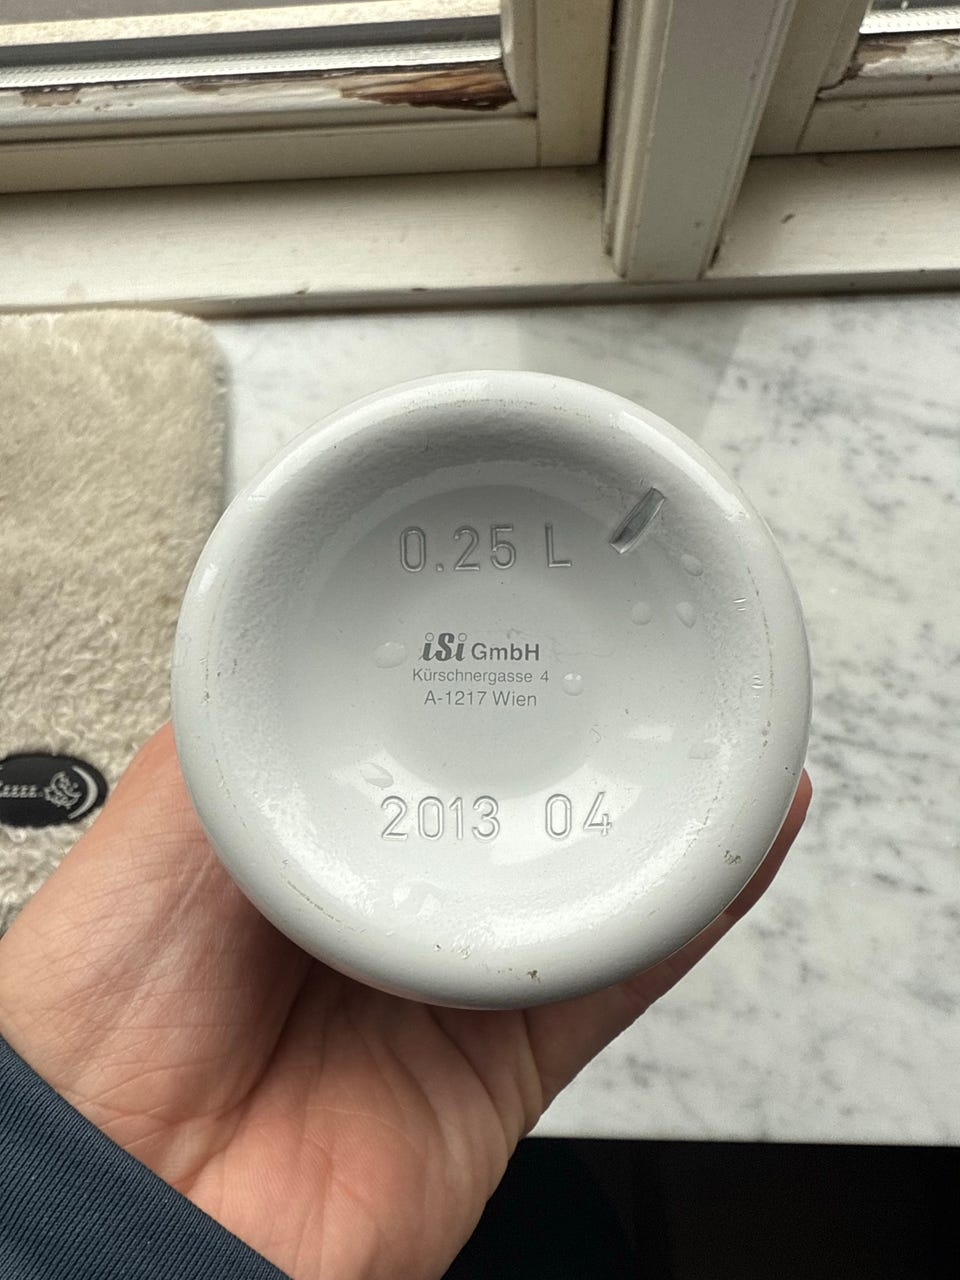 0.25 L
iSi GmbH
Kürschnergasse 4
A-1217 Wien
2013 04